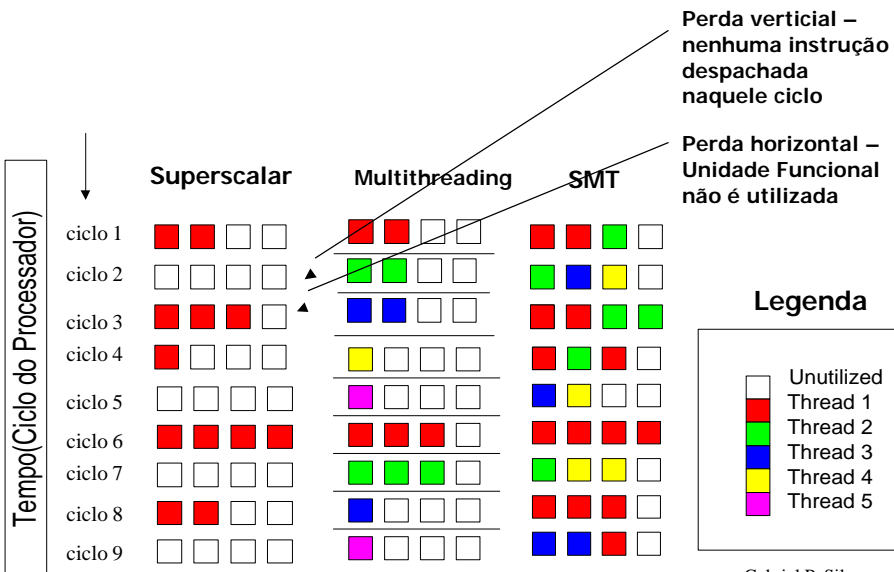 Perda verticial –
nenhuma instrução
despachada
naquele ciclo
Perda horizontal –
Unidade Funcional
não é utilizada
Superscalar
Multithreading
SMT
Tempo(Ciclo do Processador)
ciclo 1
ciclo 2
ciclo 3
ciclo 4
ciclo 5
ciclo 6
ciclo 7
ciclo 8
ciclo 9
Legenda
Unutilized
Thread 1
Thread 2
Thread 3
Thread 4
Thread 5